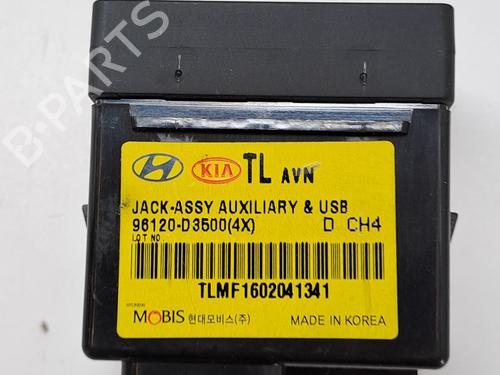 B-PARTS
KIA TL AVN
JACK-ASSY AUXILIARY & USB
96120-D3500(4X) D CH4
LOT NO.
TLMF1602041341
HYUNDAI
MOBIS 현대모비스(주) MADE IN KOREA